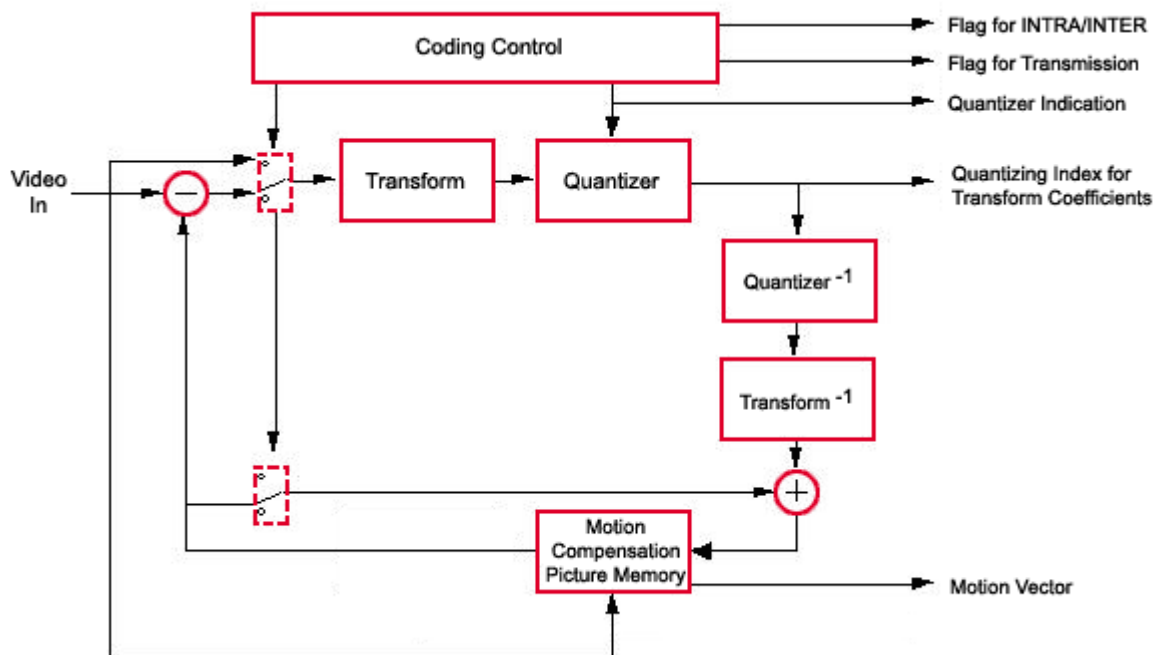 Coding Control
Flag for INTRA/INTER
Flag for Transmission
Quantizer Indication
Video
In
−
Transform
Quantizer
Quantizing Index for
Transform Coefficients
Quantizer -1
Transform -1
+
Motion
Compensation
Picture Memory
Motion Vector